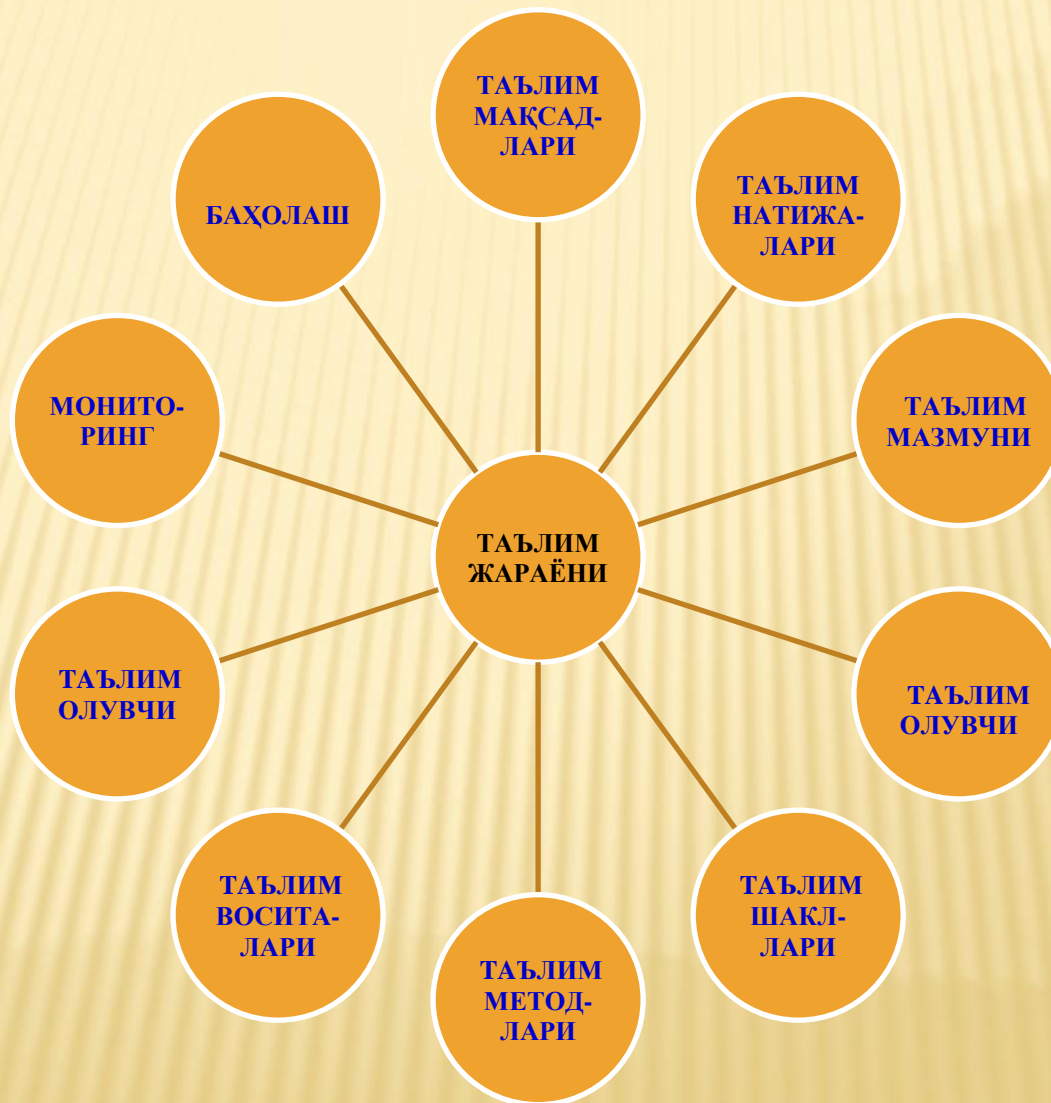 ТАЪЛИМ
МАҚСАД-
ЛАРИ
ТАЪЛИМ
НАТИЖА-
ЛАРИ
ТАЪЛИМ
МАЗМУНИ
ТАЪЛИМ
ОЛУВЧИ
ТАЪЛИМ
ШАКЛ-
ЛАРИ
ТАЪЛИМ
МЕТОД-
ЛАРИ
ТАЪЛИМ
ВОСИТА-
ЛАРИ
ТАЪЛИМ
ОЛУВЧИ
МОНИТО-
РИНГ
БАҲОЛАШ
ТАЪЛИМ
ЖАРАЁНИ